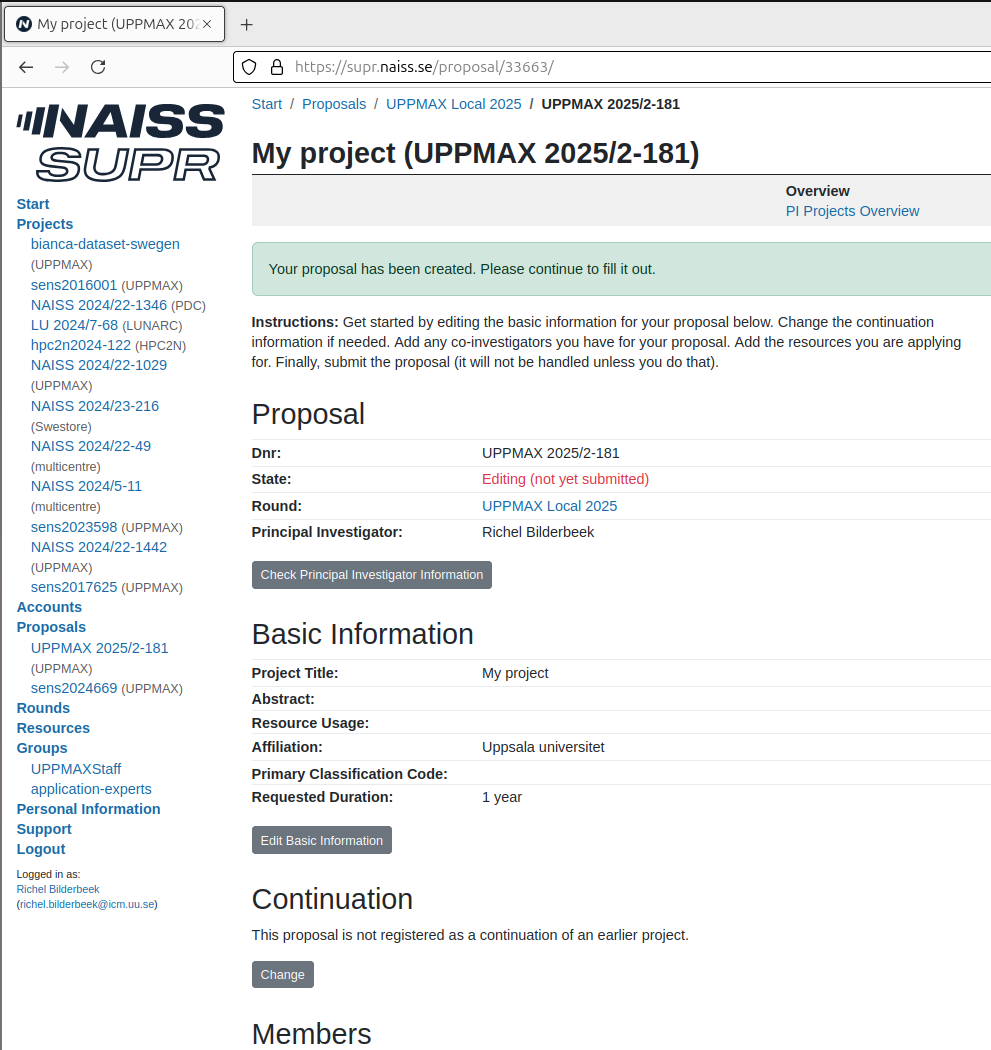 My project (UPPMAX 202
https://supr.naiss.se/proposal/33663/
NAISS
SUPR
Start
Projects
bianca-dataset-swegen
(UPPMAX)
sens2016001 (UPPMAX)
NAISS 2024/22-1346 (PDC)
LU 2024/7-68 (LUNARC)
hpc2n2024-122 (HPC2N)
NAISS 2024/22-1029
(UPPMAX)
NAISS 2024/23-216
(Swestore)
NAISS 2024/22-49
(multicentre)
NAISS 2024/5-11
(multicentre)
sens2023598 (UPPMAX)
NAISS 2024/22-1442
(UPPMAX)
sens2017625 (UPPMAX)
Accounts
Proposals
UPPMAX 2025/2-181
(UPPMAX)
sens2024669 (UPPMAX)
Rounds
Resources
Groups
UPPMAXStaff
application-experts
Personal Information
Support
Logout
Logged in as:
Richel Bilderbeek
(richel.bilderbeek@icm.uu.se)
Start / Proposals / UPPMAX Local 2025 / UPPMAX 2025/2-181
My project (UPPMAX 2025/2-181)
Overview
PI Projects Overview
Your proposal has been created. Please continue to fill it out.
Instructions: Get started by editing the basic information for your proposal below. Change the continuation
information if needed. Add any co-investigators you have for your proposal. Add the resources you are applying
for. Finally, submit the proposal (it will not be handled unless you do that).
Proposal
Dnr: UPPMAX 2025/2-181
State: Editing (not yet submitted)
Round: UPPMAX Local 2025
Principal Investigator: Richel Bilderbeek
Check Principal Investigator Information
Basic Information
Project Title: My project
Abstract:
Resource Usage:
Affiliation: Uppsala universitet
Primary Classification Code:
Requested Duration: 1 year
Edit Basic Information
Continuation
This proposal is not registered as a continuation of an earlier project.
Change
Members